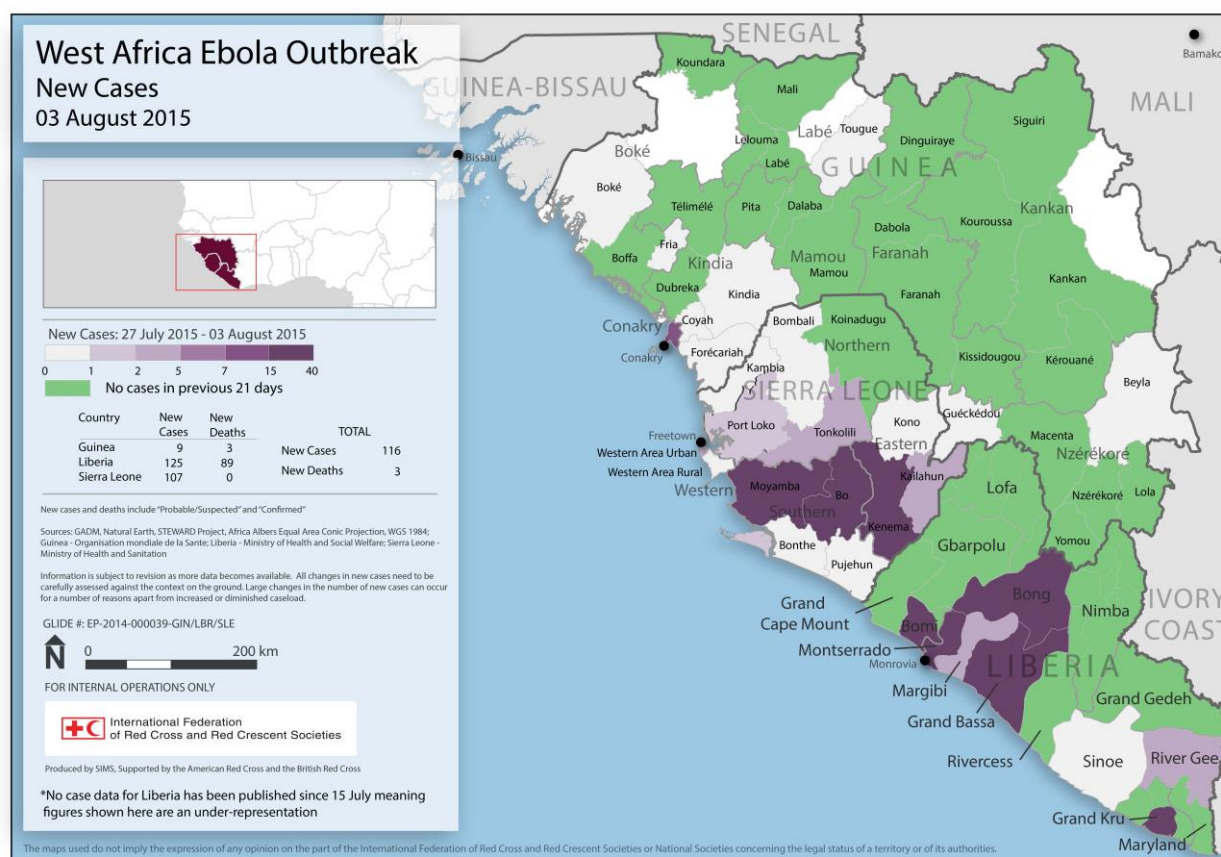 West Africa Ebola Outbreak
New Cases
03 August 2015
New Cases: 27 July 2015 - 03 August 2015
0 1 2 5 7 15 40
No cases in previous 21 days
Country New Cases New Deaths
Guinea 9 3
Liberia 125 89
Sierra Leone 107 0
TOTAL
New Cases 116
New Deaths 3
New cases and deaths include "Probable/Suspected" and "Confirmed"
Sources: GADM, Natural Earth, STEWARD Project, Africa Albers Equal Area Conic Projection, WGS 1984;
Guinea - Organisation mondiale de la Sante; Liberia - Ministry of Health and Social Welfare; Sierra Leone -
Ministry of Health and Sanitation
Information is subject to revision as more data becomes available. All changes in new cases need to be
carefully assessed against the context on the ground. Large changes in the number of new cases can occur
for a number of reasons apart from increased or diminished caseload.
GLIDE #: EP-2014-000039-GIN/LBR/SLE
N
0 200 km
FOR INTERNAL OPERATIONS ONLY
International Federation
of Red Cross and Red Crescent Societies
Produced by SIMS, Supported by the American Red Cross and the British Red Cross
*No case data for Liberia has been published since 15 July meaning
figures shown here are an under-representation
SENEGAL
GUINEA-BISSAU
Bissau
MALI
Bamako
Koundara
Mali
Siguiri
Boké
Labé
Tougue
Dinguiraye
Lelouma
Labé
GUINEA
Boké
Télimélé
Pita
Dalaba
Kouroussa
Kankan
Fria
Dabola
Boffa
Kindia
Mamou
Faranah
Mamou
Kankan
Dubreka
Kindia
Faranah
Conakry
Coyah
Bombali
Koinadugu
Conakry
Forécariah
Northern
Kissidougou
Kérouané
Kambia
Beyla
SIERRA LEONE
Port Loko
Kono
Guéckédou
Freetown
Tonkolili
Eastern
Macenta
Western Area Urban
Nzérékoré
Western Area Rural
Kailahun
Western
Moyamba
Bo
Lofa
Nzérékoré
Lola
Southern
Kenema
Bonthe
Gbarpolu
Yomou
Pujehun
Bong
Nimba
IVORY
COAST
Grand
Cape Mount
Bomi
Montserrado
Monrovia
LIBERIA
Margibi
Grand Bassa
Grand Gedeh
Rivercess
Sinoe
River Gee
Grand Kru
Maryland
The maps used do not imply the expression of any opinion on the part of the International Federation of Red Cross and Red Crescent Societies or National Societies concerning the legal status of a territory or of its authorities.